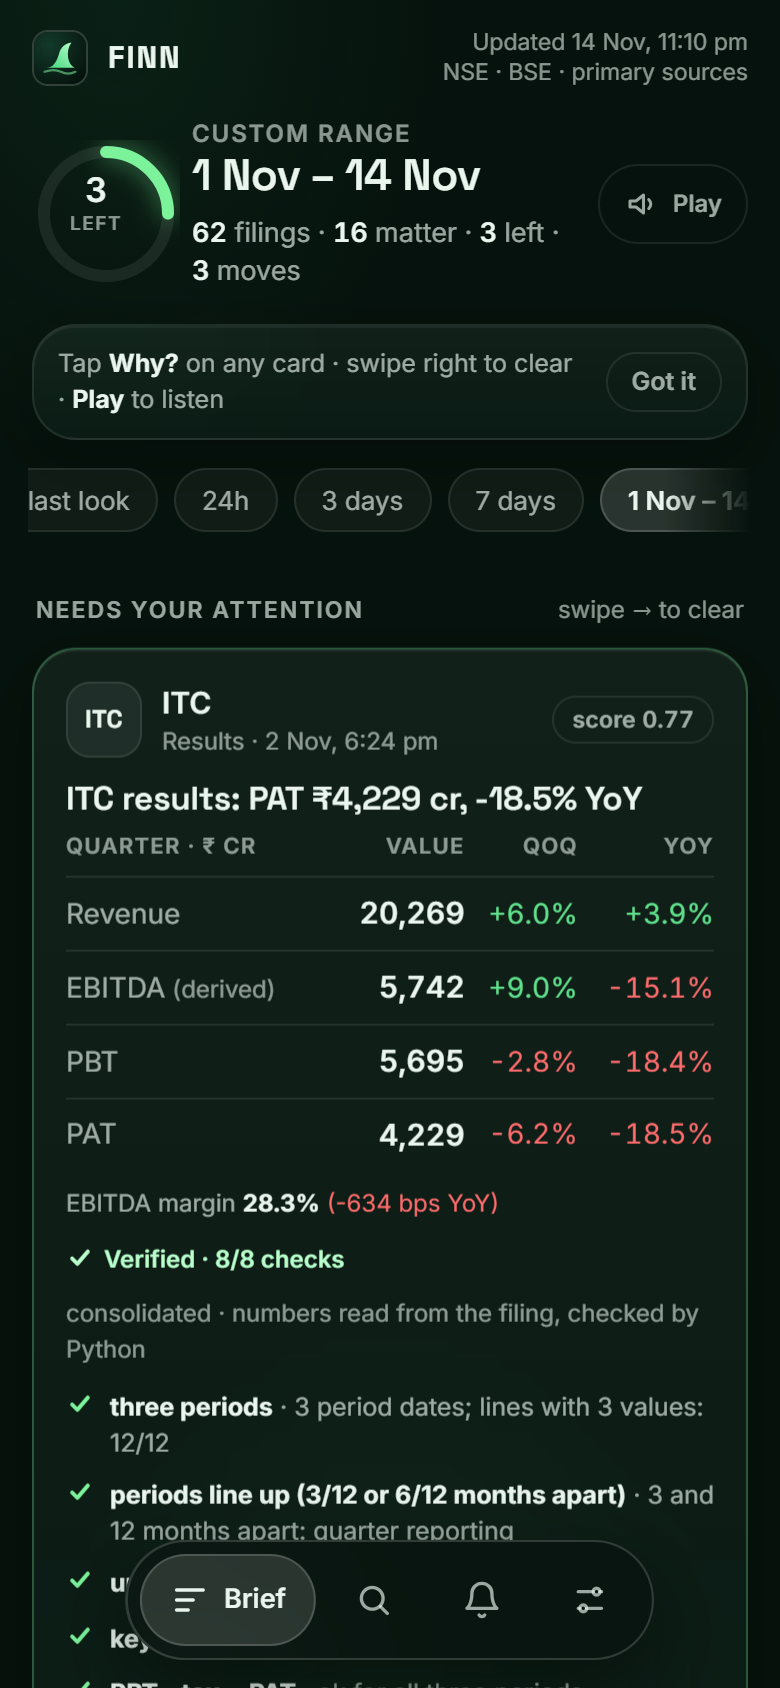 FINN
Updated 14 Nov, 11:10 pm
NSE · BSE · primary sources
3
LEFT
CUSTOM RANGE
1 Nov – 14 Nov
62 filings · 16 matter · 3 left ·
3 moves
Play
Tap Why? on any card · swipe right to clear
· Play to listen
Got it
last look
24h
3 days
7 days
1 Nov – 14
NEEDS YOUR ATTENTION
swipe → to clear
ITC
ITC
Results · 2 Nov, 6:24 pm
score 0.77
ITC results: PAT ₹4,229 cr, -18.5% YoY
QUARTER · ₹ CR VALUE QOQ YOY
Revenue 20,269 +6.0% +3.9%
EBITDA (derived) 5,742 +9.0% -15.1%
PBT 5,695 -2.8% -18.4%
PAT 4,229 -6.2% -18.5%
EBITDA margin 28.3% (-634 bps YoY)
Verified · 8/8 checks
consolidated · numbers read from the filing, checked by
Python
three periods · 3 period dates; lines with 3 values:
12/12
periods line up (3/12 or 6/12 months apart) · 3 and
12 months apart: quarter reporting
Brief